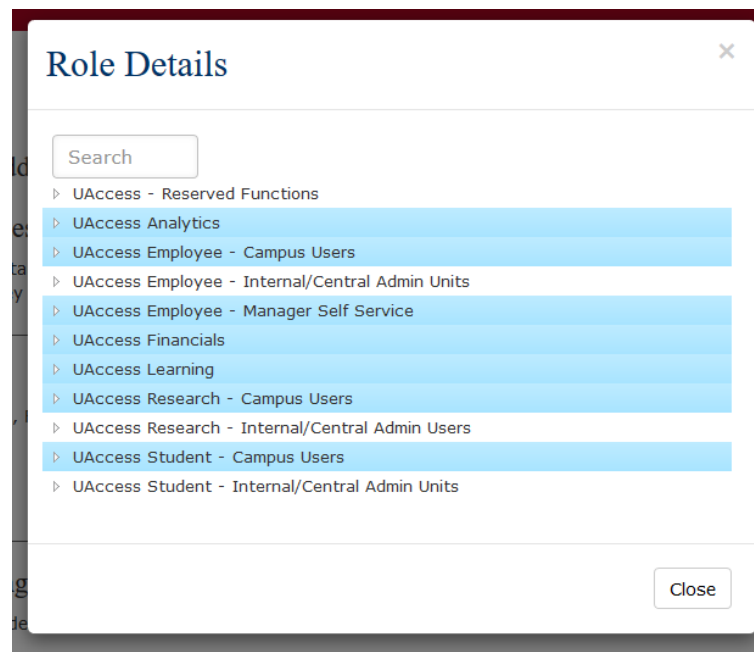 Role Details
×
Search
UAccess - Reserved Functions
UAccess Analytics
UAccess Employee - Campus Users
UAccess Employee - Internal/Central Admin Units
UAccess Employee - Manager Self Service
UAccess Financials
UAccess Learning
UAccess Research - Campus Users
UAccess Research - Internal/Central Admin Users
UAccess Student - Campus Users
UAccess Student - Internal/Central Admin Units
Close